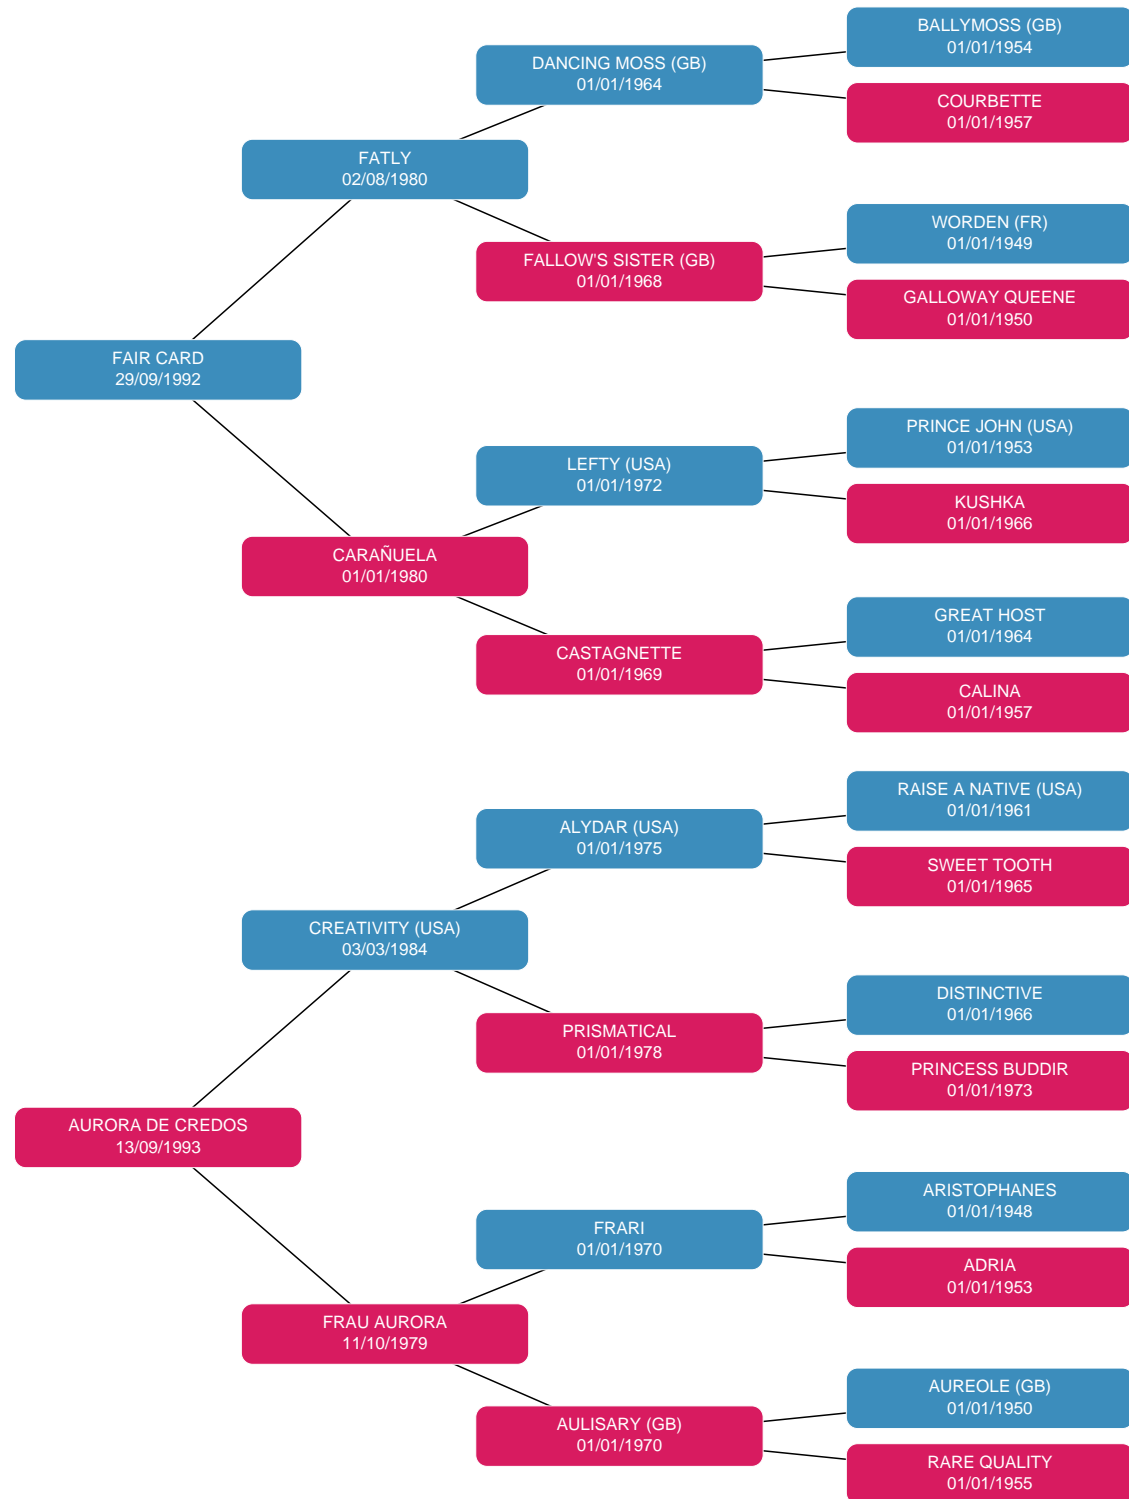 BALLYMOSS (GB)
01/01/1954
DANCING MOSS (GB)
01/01/1964
COURBETTE
01/01/1957
FATLY
02/08/1980
WORDEN (FR)
01/01/1949
FALLOW'S SISTER (GB)
01/01/1968
GALLOWAY QUEENE
01/01/1950
FAIR CARD
29/09/1992
PRINCE JOHN (USA)
01/01/1953
LEFTY (USA)
01/01/1972
KUSHKA
01/01/1966
CARAÑUELA
01/01/1980
GREAT HOST
01/01/1964
CASTAGNETTE
01/01/1969
CALINA
01/01/1957
RAISE A NATIVE (USA)
01/01/1961
ALYDAR (USA)
01/01/1975
SWEET TOOTH
01/01/1965
CREATIVITY (USA)
03/03/1984
DISTINCTIVE
01/01/1966
PRISMATICAL
01/01/1978
PRINCESS BUDDIR
01/01/1973
AURORA DE CREDOS
13/09/1993
ARISTOPHANES
01/01/1948
FRARI
01/01/1970
ADRIA
01/01/1953
FRAU AURORA
11/10/1979
AUREOLE (GB)
01/01/1950
AULISARY (GB)
01/01/1970
RARE QUALITY
01/01/1955